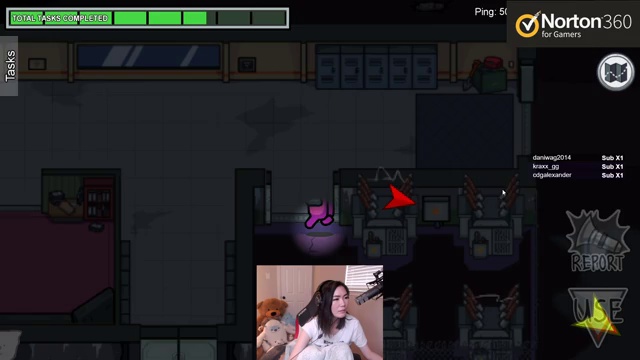 TOTAL TASKS COMPLETED
Ping: 50
Norton360
for Gamers
Tasks
daniwag2014 Sub X1
kraxx_gg Sub X1
odgalexander Sub X1
REPORT
USE